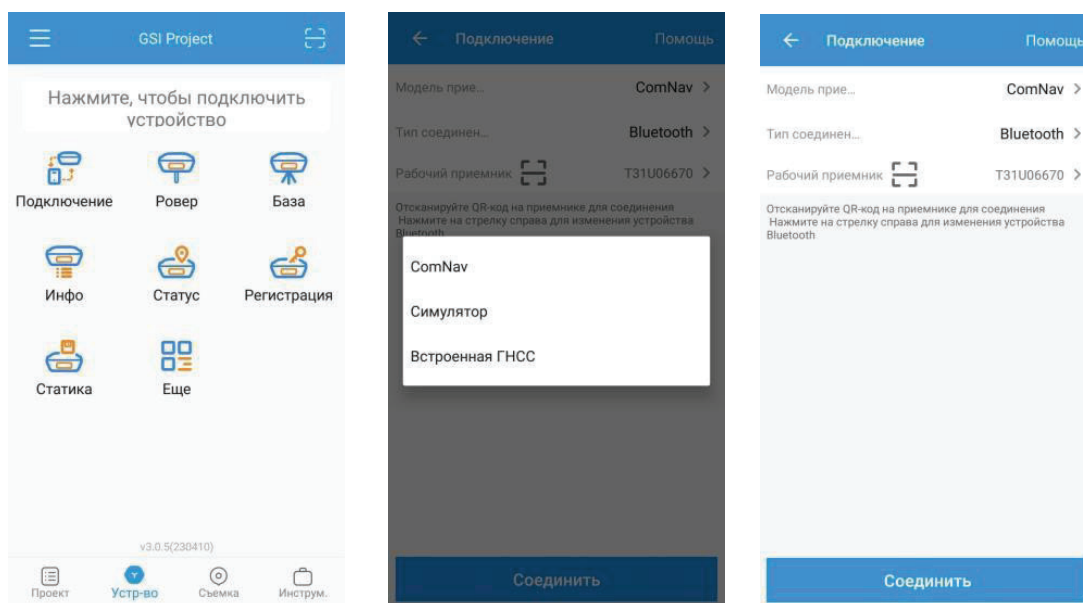 GSI Project
Нажмите, чтобы подключить
устройство
Подключение
Ровер
База
Инфо
Статус
Регистрация
Статика
Еще
v3.0.5(230410)
Проект
Устр-во
Съемка
Инструм.
Подключение
Помощь
Модель прие...
ComNav
Тип соединен...
Bluetooth
Рабочий приемник
T31U06670
Отсканируйте QR-код на приемнике для соединения
Нажмите на стрелку справа для изменения устройства
Bluetooth
ComNav
Симулятор
Встроенная ГНСС
Соединить
Подключение
Помощь
Модель прие...
ComNav
Тип соединен...
Bluetooth
Рабочий приемник
T31U06670
Отсканируйте QR-код на приемнике для соединения
Нажмите на стрелку справа для изменения устройства
Bluetooth
Соединить